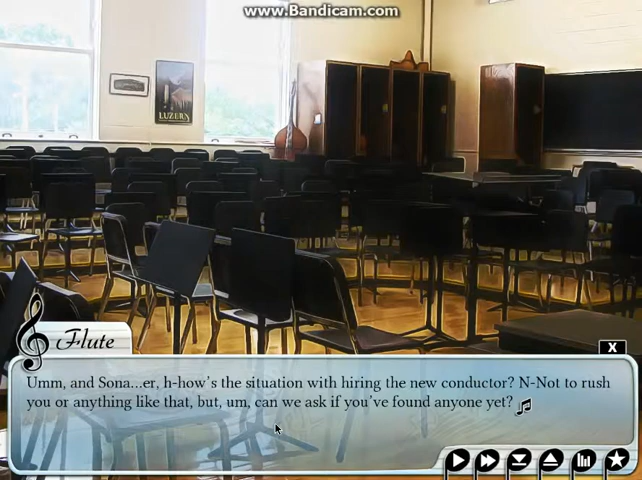 www.Bandicam.com
LUZERN
Flute
X
Umm, and Sona...er, h-how's the situation with hiring the new conductor? N-Not to rush
you or anything like that, but, um, can we ask if you've found anyone yet?